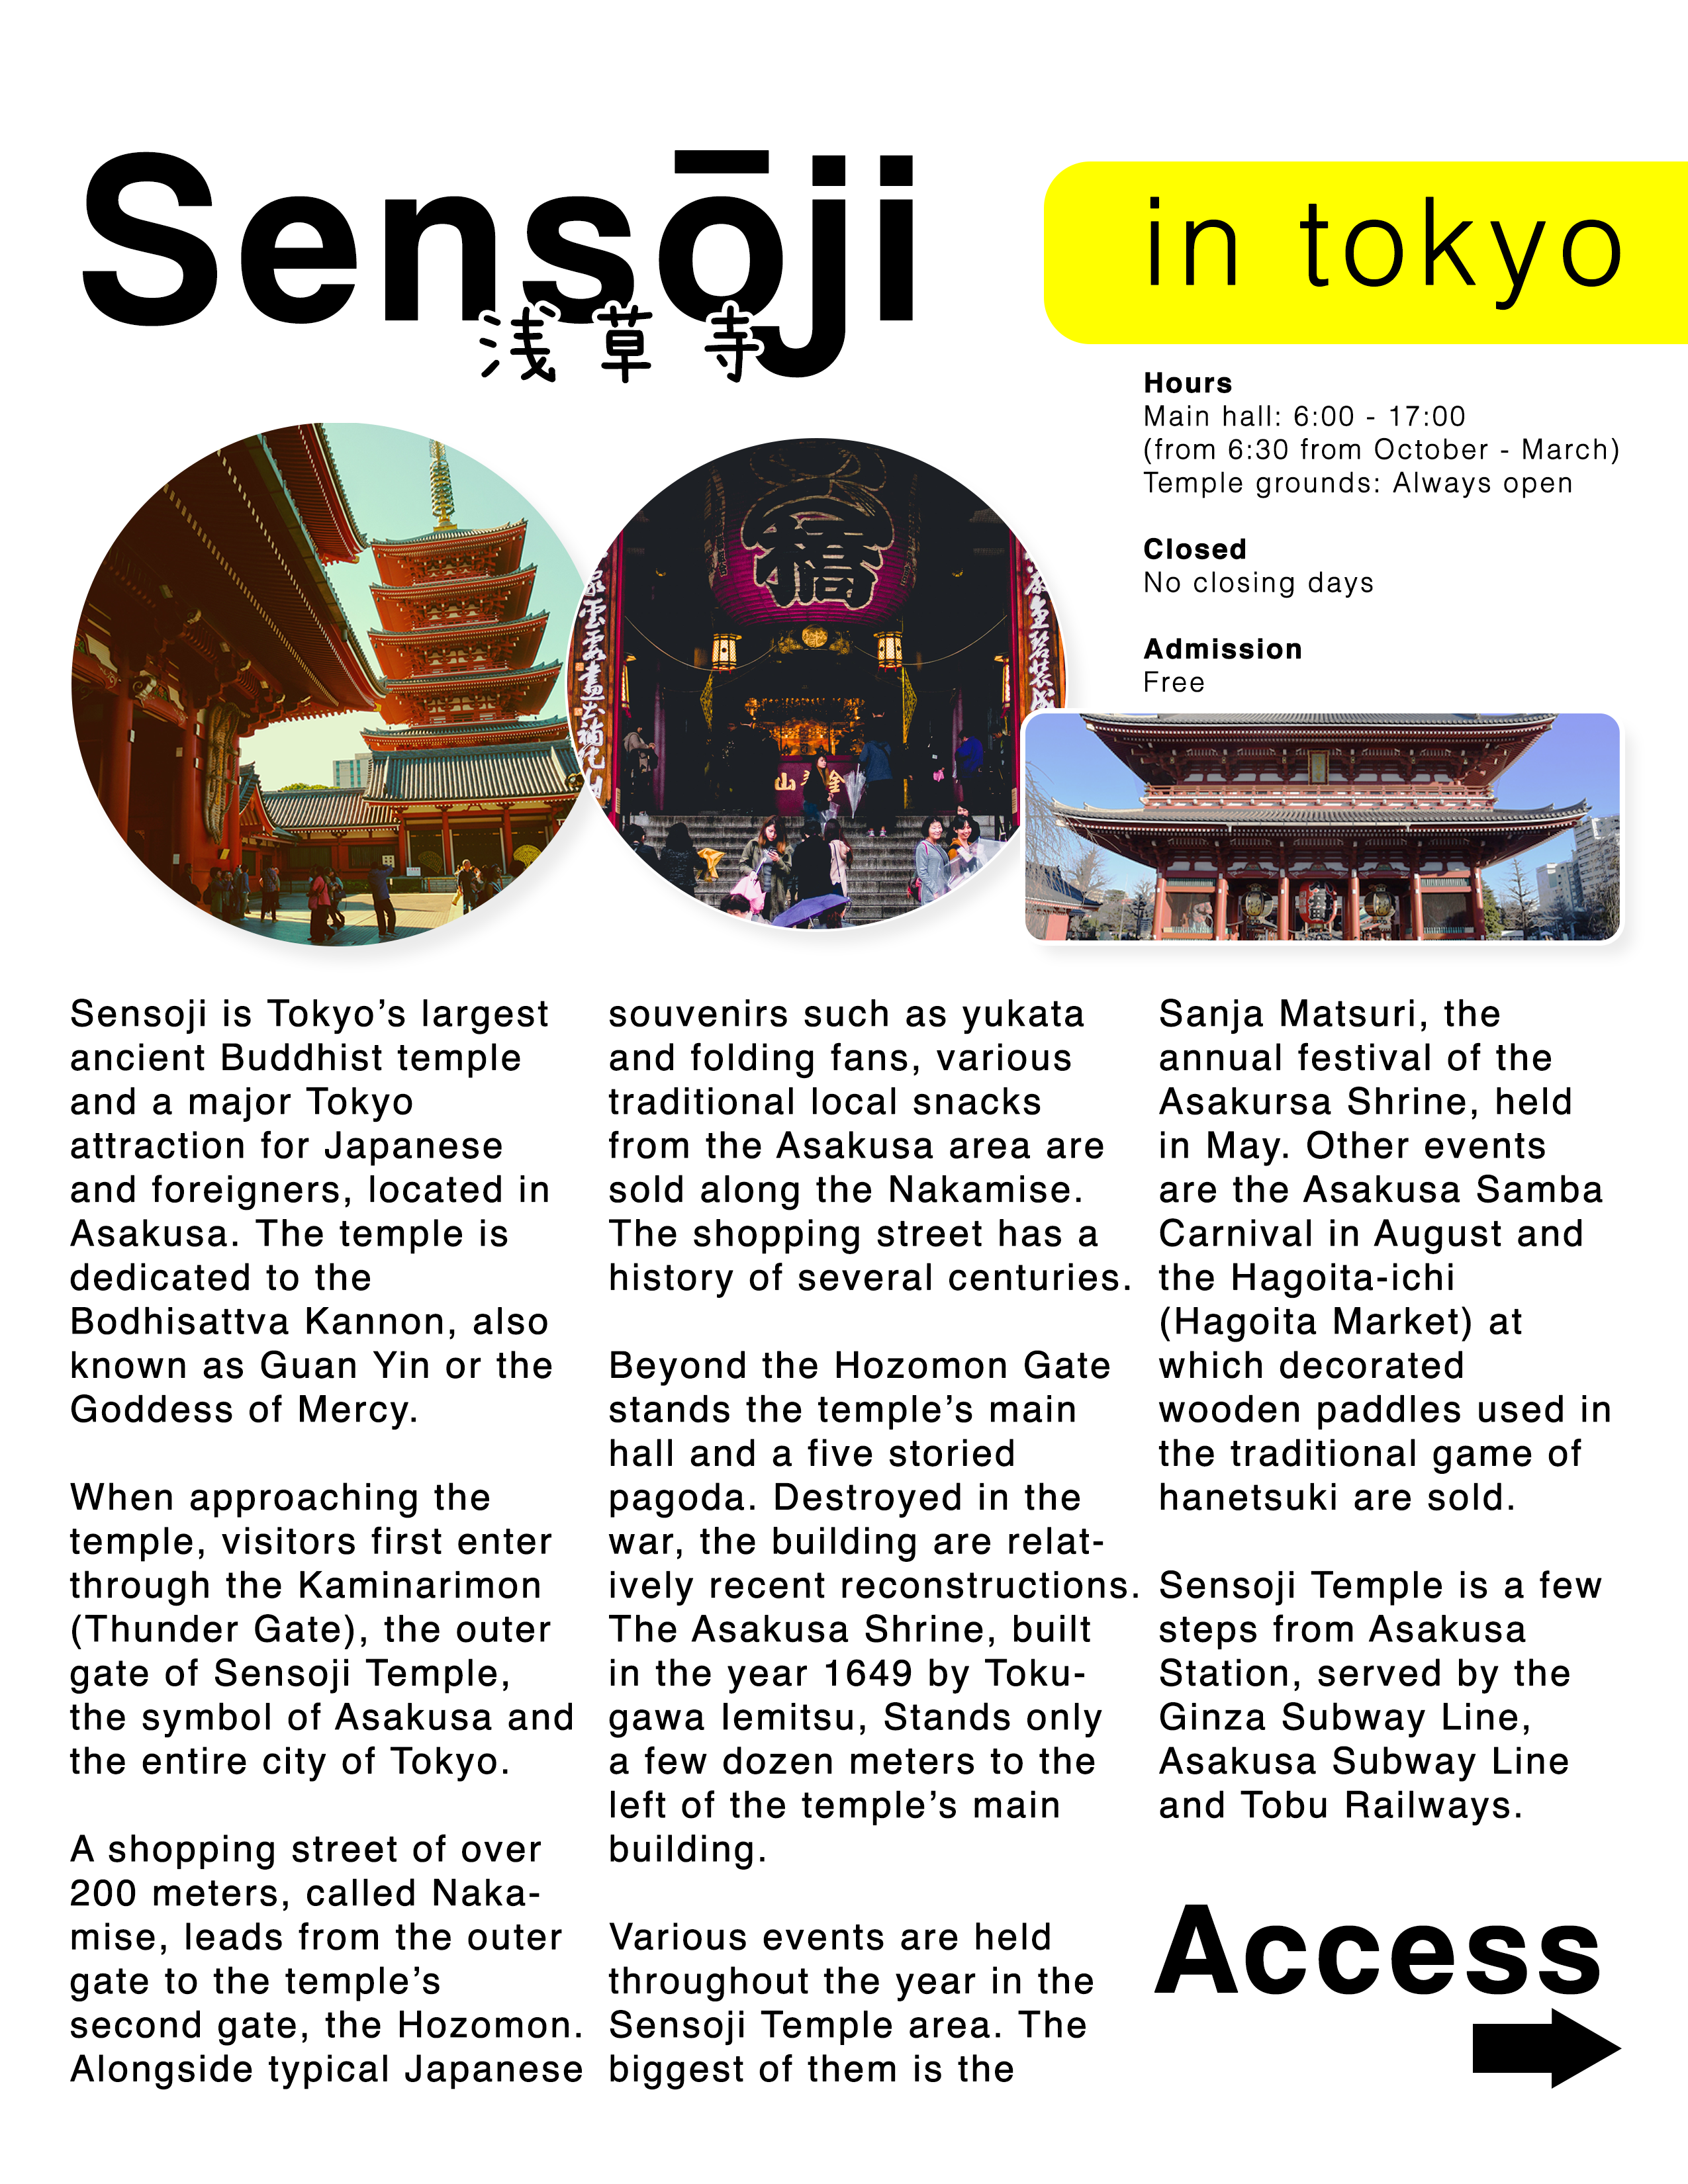 Sensōji
浅草寺
in tokyo
Hours
Main hall: 6:00 - 17:00
(from 6:30 from October - March)
Temple grounds: Always open
Closed
No closing days
Admission
Free
福
Sensoji is Tokyo’s largest
ancient Buddhist temple
and a major Tokyo
attraction for Japanese
and foreigners, located in
Asakusa. The temple is
dedicated to the
Bodhisattva Kannon, also
known as Guan Yin or the
Goddess of Mercy.
When approaching the
temple, visitors first enter
through the Kaminarimon
(Thunder Gate), the outer
gate of Sensoji Temple,
the symbol of Asakusa and
the entire city of Tokyo.
A shopping street of over
200 meters, called Naka-
mise, leads from the outer
gate to the temple’s
second gate, the Hozomon.
Alongside typical Japanese
souvenirs such as yukata
and folding fans, various
traditional local snacks
from the Asakusa area are
sold along the Nakamise.
The shopping street has a
history of several centuries.
Beyond the Hozomon Gate
stands the temple’s main
hall and a five storied
pagoda. Destroyed in the
war, the building are relat-
ively recent reconstructions.
The Asakusa Shrine, built
in the year 1649 by Toku-
gawa Iemitsu, Stands only
a few dozen meters to the
left of the temple’s main
building.
Various events are held
throughout the year in the
Sensoji Temple area. The
biggest of them is the
Sanja Matsuri, the
annual festival of the
Asakursa Shrine, held
in May. Other events
are the Asakusa Samba
Carnival in August and
the Hagoita-ichi
(Hagoita Market) at
which decorated
wooden paddles used in
the traditional game of
hanetsuki are sold.
Sensoji Temple is a few
steps from Asakusa
Station, served by the
Ginza Subway Line,
Asakusa Subway Line
and Tobu Railways.
Access